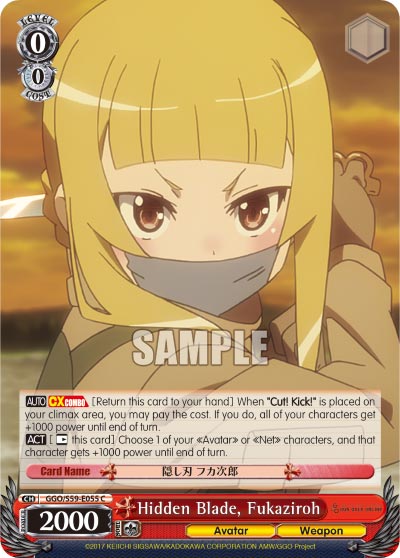 LEVEL
0
0
COST
SAMPLE
AUTO CX COMBO [Return this card to your hand] When "Cut! Kick!" is placed
on your climax area, you may pay the cost. If you do, all of your characters get
+1000 power until end of turn.
ACT [ this card] Choose 1 of your «Avatar» or «Net» characters, and that
character gets +1000 power until end of turn.
Card Name
隠し刃 フカ次郎
CH GGO/S59-E055 C
Hidden Blade, Fukaziroh
2000
Avatar
Weapon
©2017 KEIICHI SIGSAWA/KADOKAWA CORPORATION AMW/GGO Project